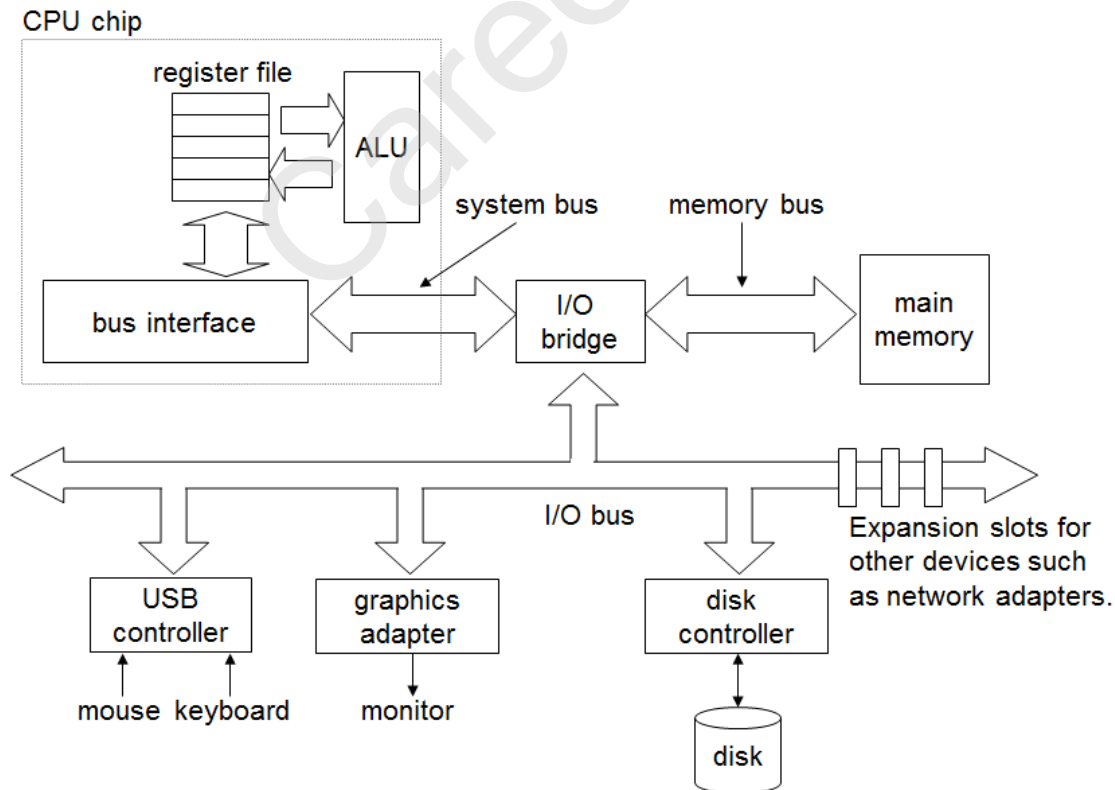 CPU chip
register file
ALU
system bus
memory bus
bus interface
I/O
bridge
main
memory
I/O bus
Expansion slots for
other devices such
as network adapters.
USB
controller
graphics
adapter
disk
controller
mouse
keyboard
monitor
disk